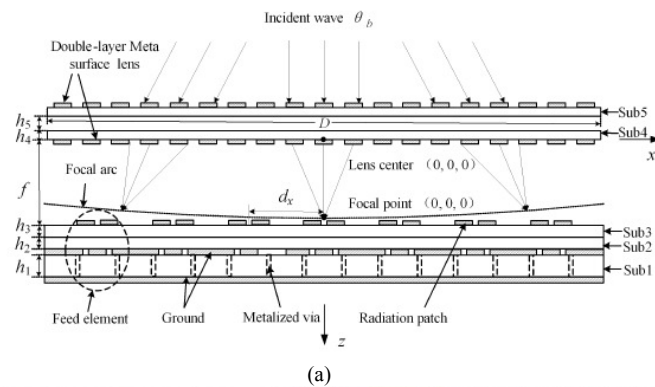 Incident wave θb
Double-layer Meta
surface lens
h5
D
Sub5
h4
Sub4
x
Lens center (0, 0, 0)
Focal arc
f
dx
Focal point (0, 0, 0)
h3
Sub3
h2
Sub2
h1
Sub1
Feed element
Ground
Metalized via
Radiation patch
z
(a)